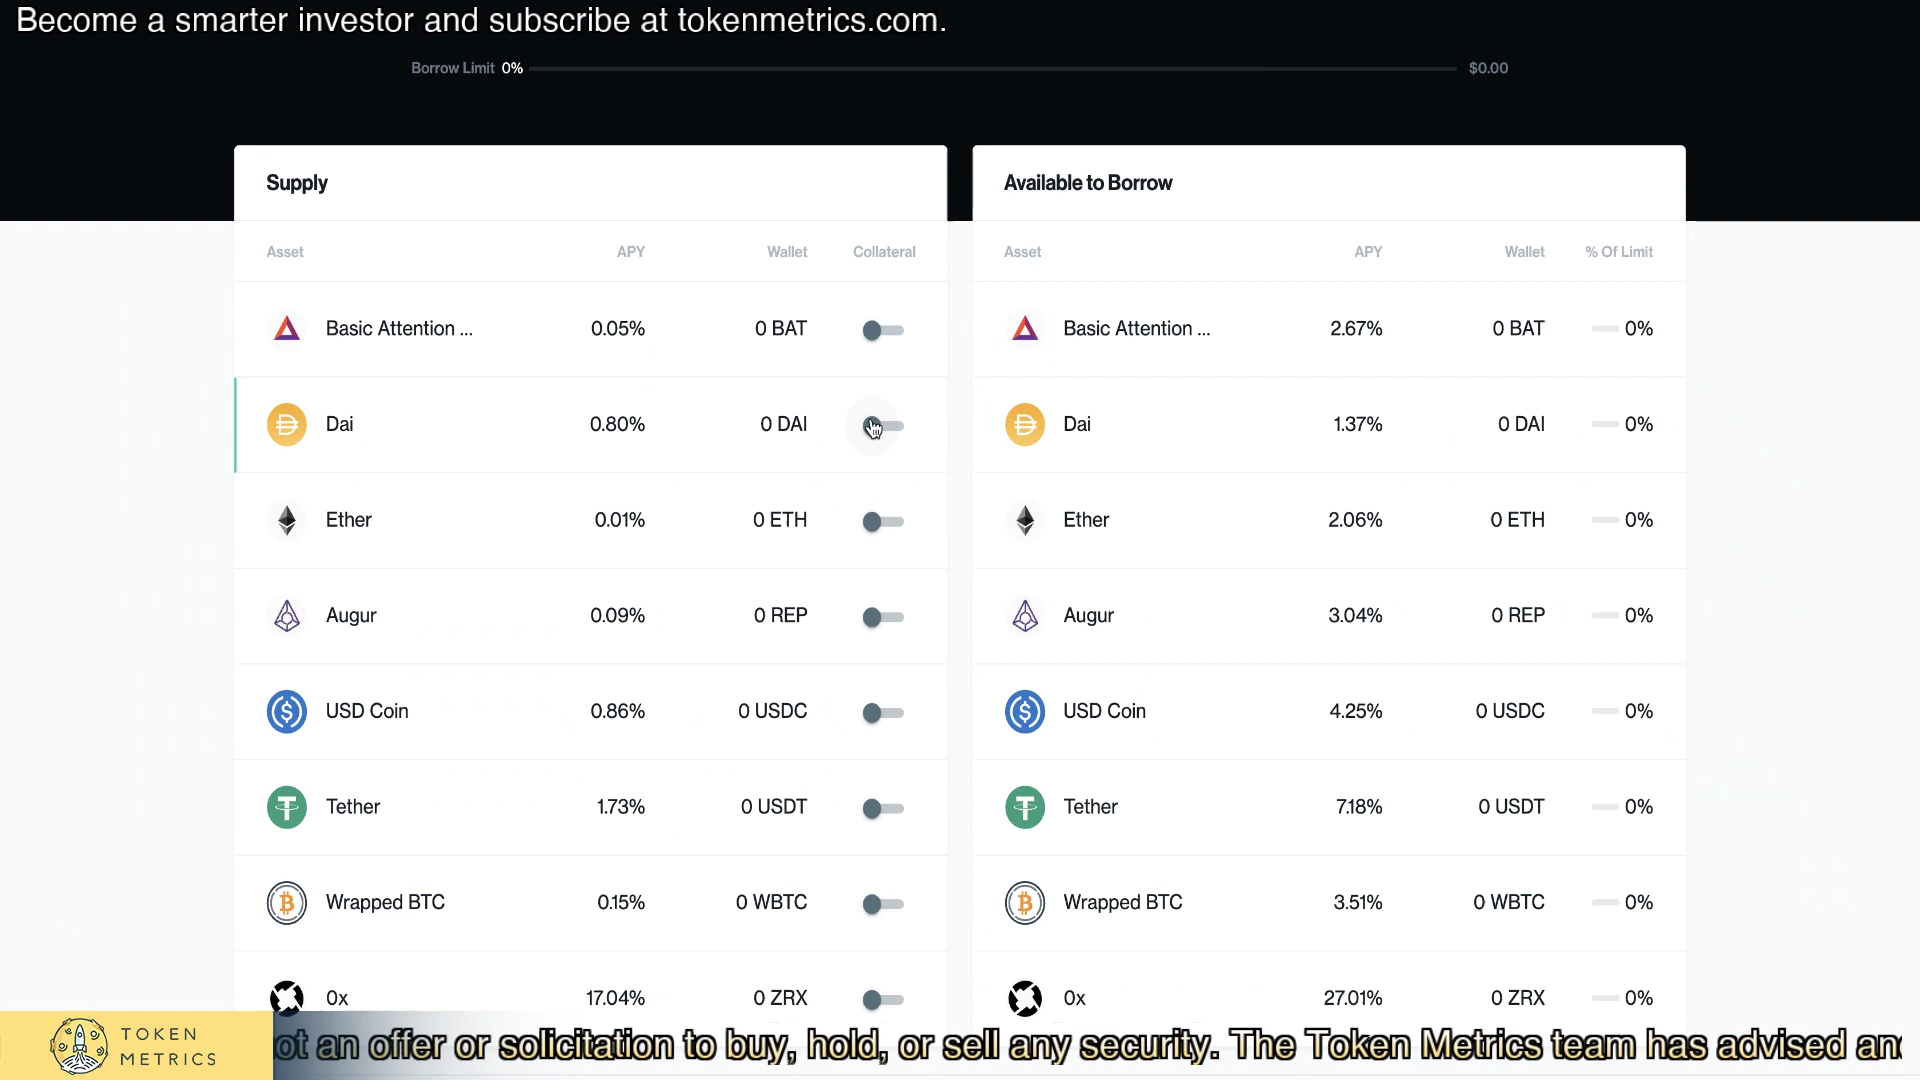 Become a smarter investor and subscribe at tokenmetrics.com.
Borrow Limit 0% $0.00
Supply
Asset APY Wallet Collateral
Basic Attention ... 0.05% 0 BAT
Dai 0.80% 0 DAI
Ether 0.01% 0 ETH
Augur 0.09% 0 REP
USD Coin 0.86% 0 USDC
Tether 1.73% 0 USDT
Wrapped BTC 0.15% 0 WBTC
0x 17.04% 0 ZRX
Available to Borrow
Asset APY Wallet % Of Limit
Basic Attention ... 2.67% 0 BAT 0%
Dai 1.37% 0 DAI 0%
Ether 2.06% 0 ETH 0%
Augur 3.04% 0 REP 0%
USD Coin 4.25% 0 USDC 0%
Tether 7.18% 0 USDT 0%
Wrapped BTC 3.51% 0 WBTC 0%
0x 27.01% 0 ZRX 0%
TOKEN
METRICS
an offer or solicitation to buy, hold, or sell any security. The Token Metrics team has advised